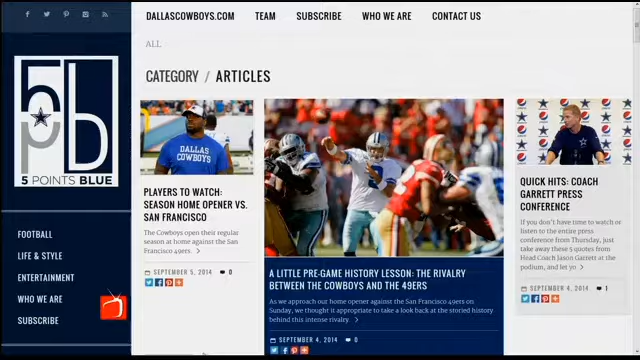 DALLASCOWBOYS.COM TEAM SUBSCRIBE WHO WE ARE CONTACT US
ALL
CATEGORY / ARTICLES
5b
5 POINTS BLUE
FOOTBALL
LIFE & STYLE
ENTERTAINMENT
WHO WE ARE
SUBSCRIBE
DALLAS
COWBOYS
PLAYERS TO WATCH:
SEASON HOME OPENER VS.
SAN FRANCISCO
The Cowboys open their regular
season at home against the San
Francisco 49ers.
SEPTEMBER 5, 2014 0
A LITTLE PRE-GAME HISTORY LESSON: THE RIVALRY
BETWEEN THE COWBOYS AND THE 49ERS
As we approach our home opener against the San Francisco 49ers on
Sunday, we thought it appropriate to take a look back at the storied history
behind this intense rivalry.
SEPTEMBER 4, 2014 0
pepsi
QUICK HITS: COACH
GARRETT PRESS
CONFERENCE
If you don't have time to watch or
listen to the entire press
conference from Thursday, just
take away these 5 quotes from
Head Coach Jason Garrett at the
podium, and let yo
SEPTEMBER 4, 2014 1